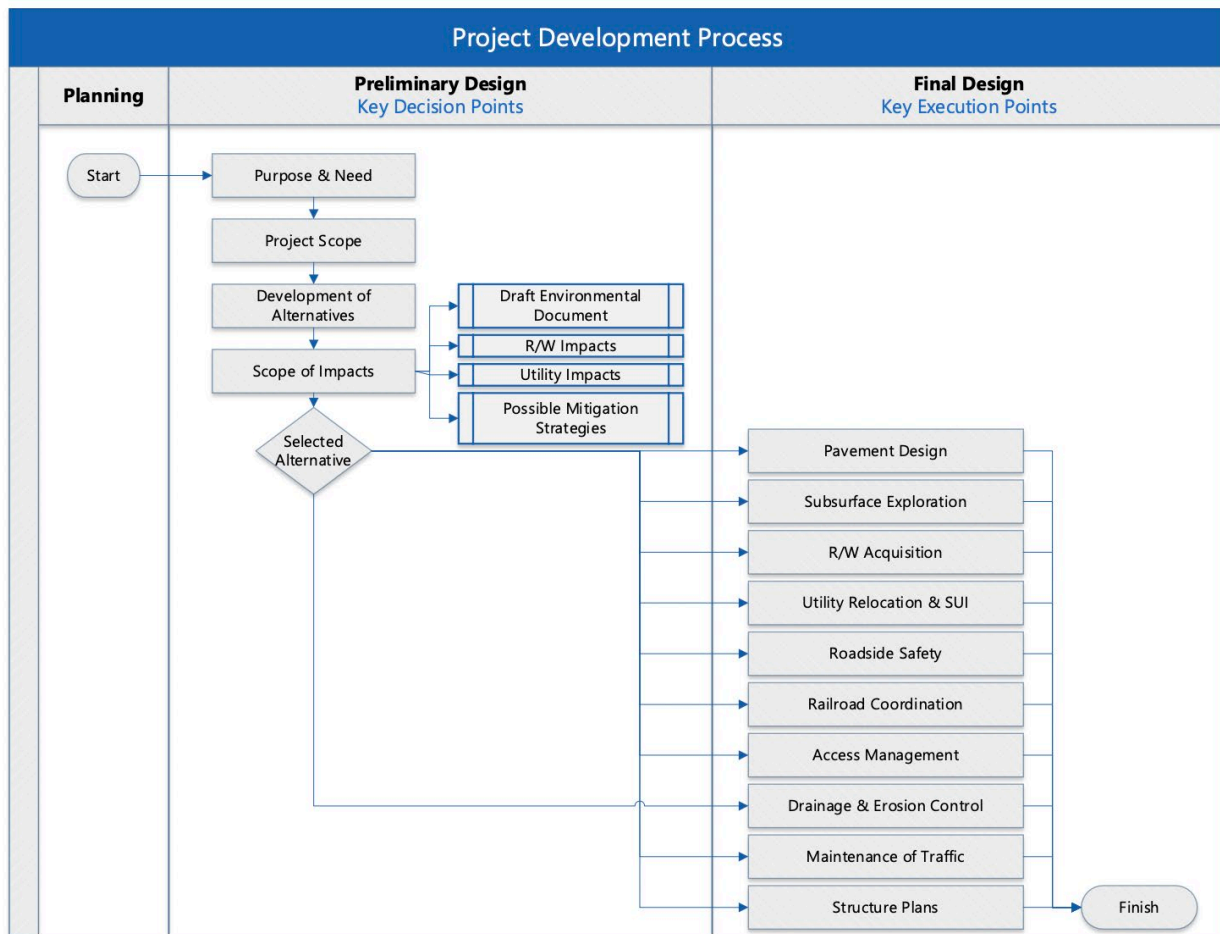 Project Development Process
Planning
Preliminary Design
Key Decision Points
Final Design
Key Execution Points
Start
Purpose & Need
Project Scope
Development of
Alternatives
Scope of Impacts
Draft Environmental
Document
R/W Impacts
Utility Impacts
Possible Mitigation
Strategies
Selected
Alternative
Pavement Design
Subsurface Exploration
R/W Acquisition
Utility Relocation & SUI
Roadside Safety
Railroad Coordination
Access Management
Drainage & Erosion Control
Maintenance of Traffic
Structure Plans
Finish